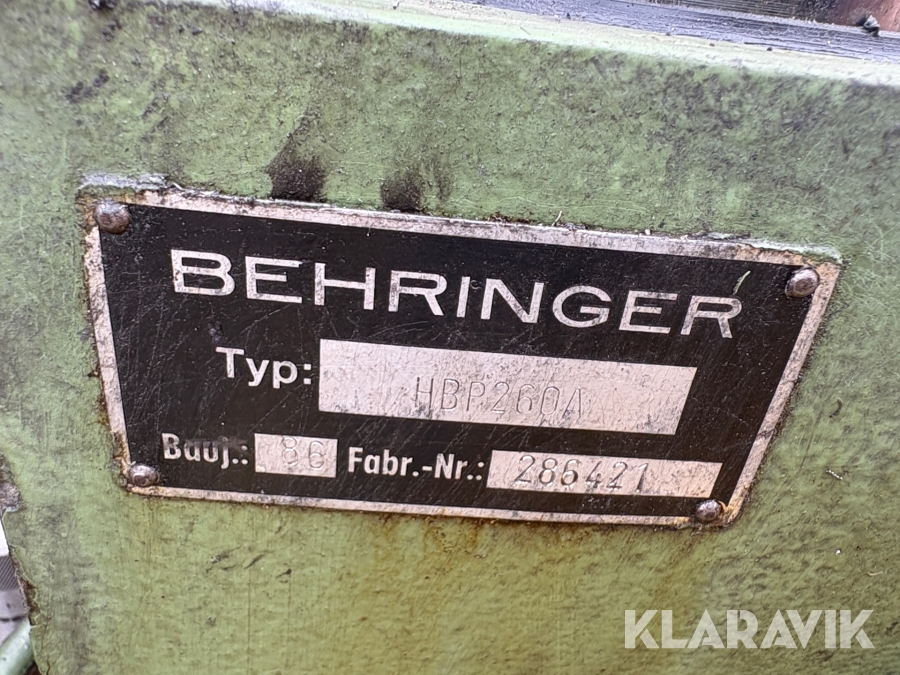 BEHRINGER
Typ: HBP260A
Bauj.: 86 Fabr.-Nr.: 286421
KLARAVIK